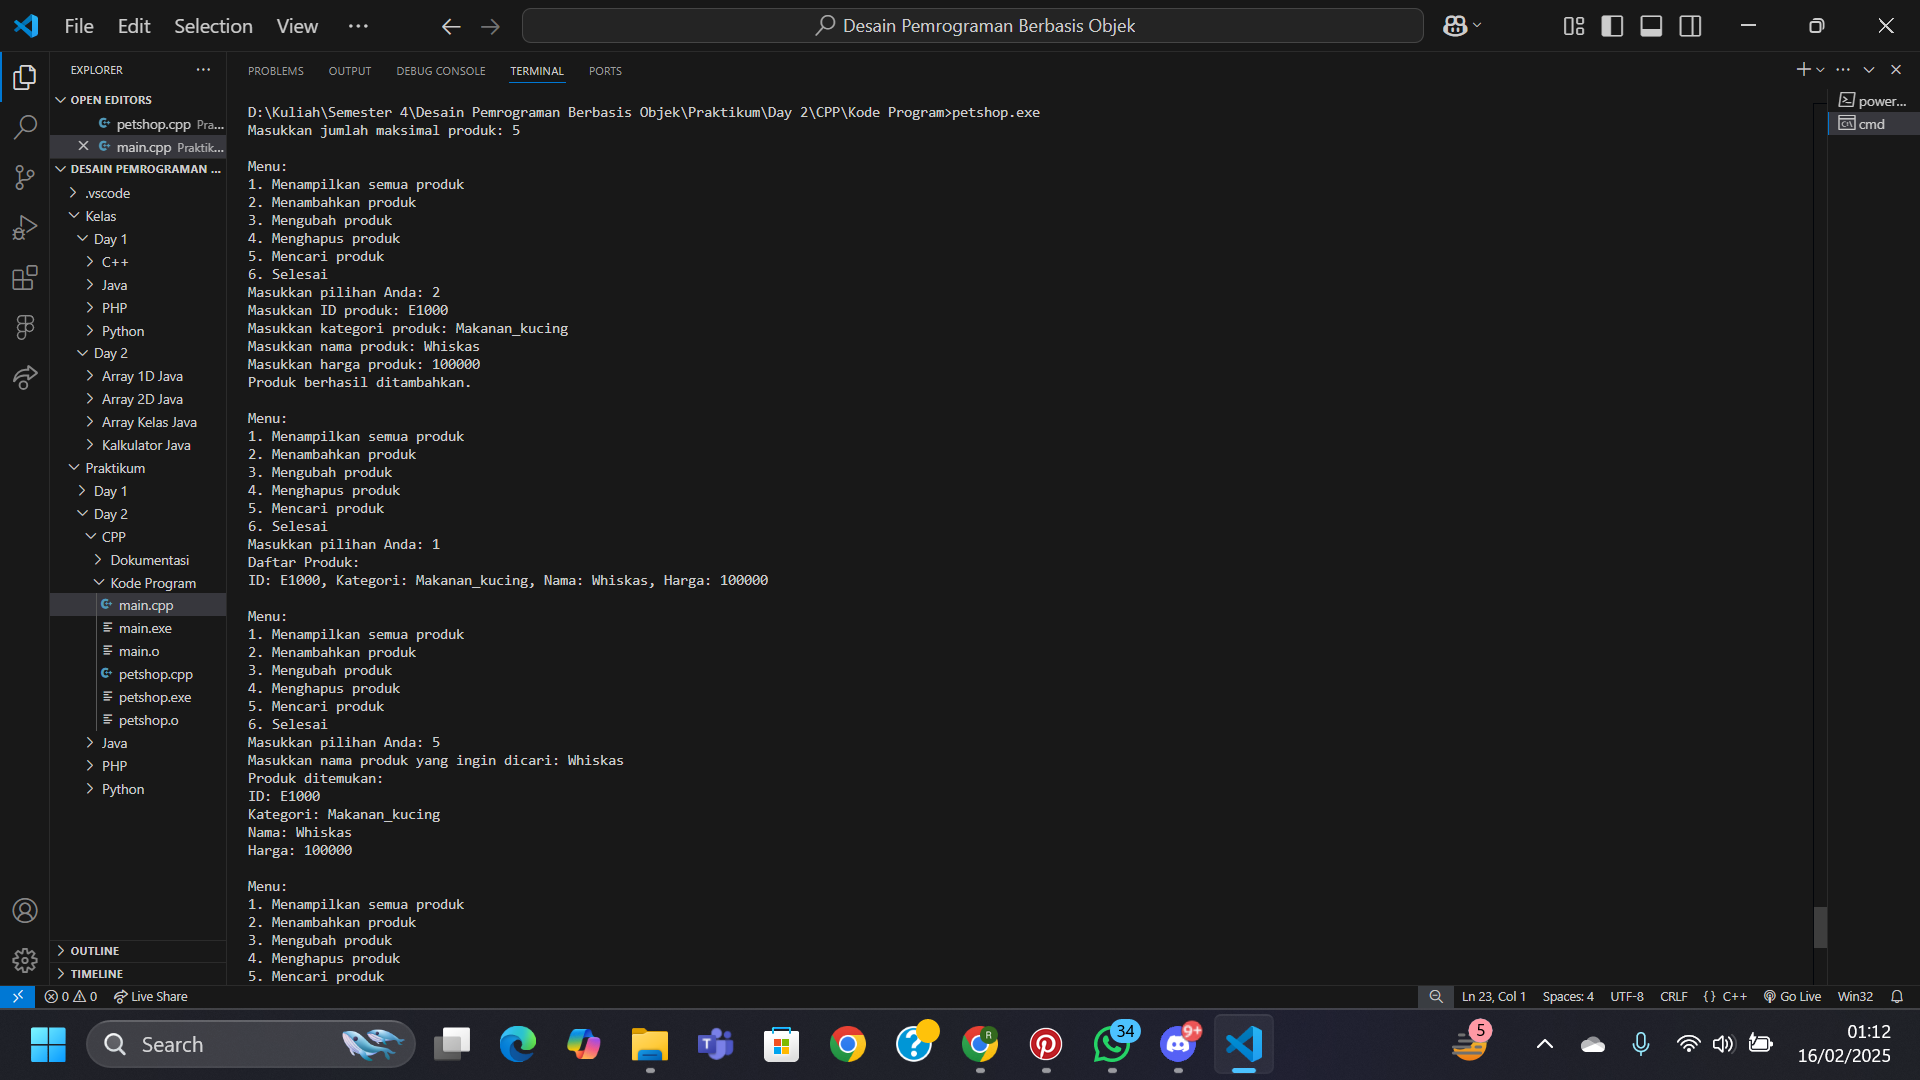 File Edit Selection View ···
Desain Pemrograman Berbasis Objek
EXPLORER
OPEN EDITORS
petshop.cpp Pra...
main.cpp Praktik...
DESAIN PEMROGRAMAN ...
.vscode
Kelas
Day 1
C++
Java
PHP
Python
Day 2
Array 1D Java
Array 2D Java
Array Kelas Java
Kalkulator Java
Praktikum
Day 1
Day 2
CPP
Dokumentasi
Kode Program
main.cpp
main.exe
main.o
petshop.cpp
petshop.exe
petshop.o
Java
PHP
Python
OUTLINE
TIMELINE
PROBLEMS OUTPUT DEBUG CONSOLE TERMINAL PORTS
D:\Kuliah\Semester 4\Desain Pemrograman Berbasis Objek\Praktikum\Day 2\CPP\Kode Program>petshop.exe
Masukkan jumlah maksimal produk: 5
Menu:
1. Menampilkan semua produk
2. Menambahkan produk
3. Mengubah produk
4. Menghapus produk
5. Mencari produk
6. Selesai
Masukkan pilihan Anda: 2
Masukkan ID produk: E1000
Masukkan kategori produk: Makanan_kucing
Masukkan nama produk: Whiskas
Masukkan harga produk: 100000
Produk berhasil ditambahkan.
Menu:
1. Menampilkan semua produk
2. Menambahkan produk
3. Mengubah produk
4. Menghapus produk
5. Mencari produk
6. Selesai
Masukkan pilihan Anda: 1
Daftar Produk:
ID: E1000, Kategori: Makanan_kucing, Nama: Whiskas, Harga: 100000
Menu:
1. Menampilkan semua produk
2. Menambahkan produk
3. Mengubah produk
4. Menghapus produk
5. Mencari produk
6. Selesai
Masukkan pilihan Anda: 5
Masukkan nama produk yang ingin dicari: Whiskas
Produk ditemukan:
ID: E1000
Kategori: Makanan_kucing
Nama: Whiskas
Harga: 100000
Menu:
1. Menampilkan semua produk
2. Menambahkan produk
3. Mengubah produk
4. Menghapus produk
5. Mencari produk
power...
cmd
0 0 Live Share
Ln 23, Col 1 Spaces: 4 UTF-8 CRLF {} C++ Go Live Win32
Search
34
9+
5
01:12
16/02/2025